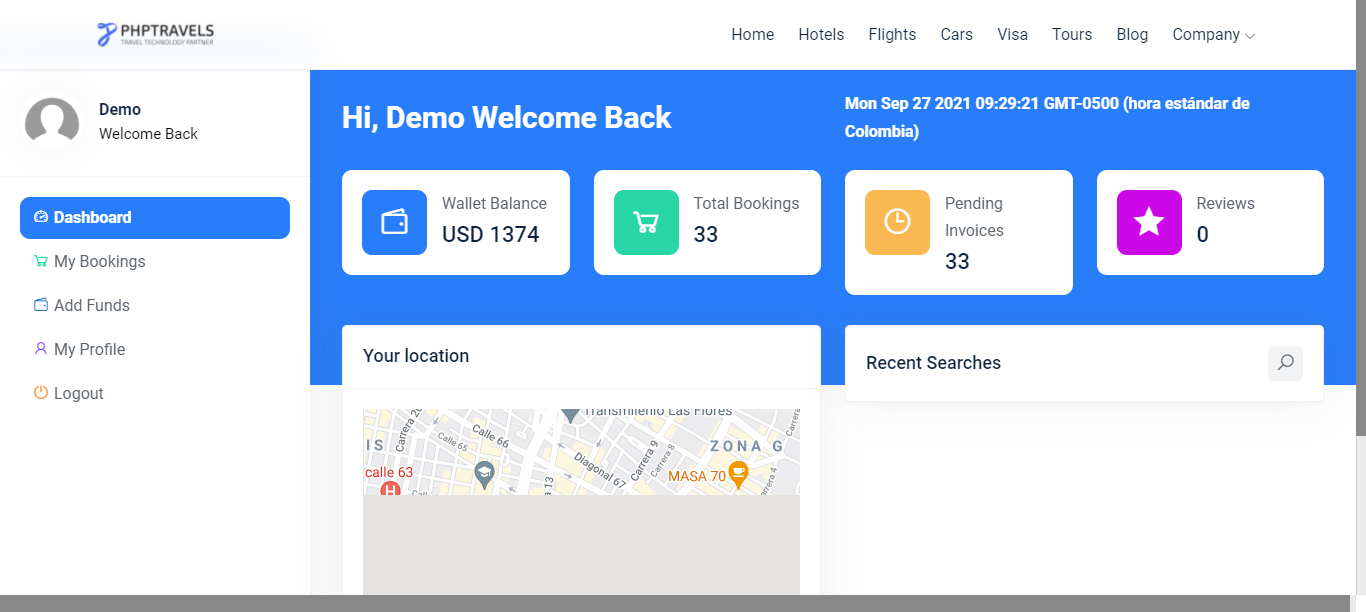 PHPTRAVELS
TRAVEL TECHNOLOGY PARTNER
Home Hotels Flights Cars Visa Tours Blog Company
Demo
Welcome Back
Dashboard
My Bookings
Add Funds
My Profile
Logout
Hi, Demo Welcome Back
Mon Sep 27 2021 09:29:21 GMT-0500 (hora estándar de
Colombia)
Wallet Balance
USD 1374
Total Bookings
33
Pending
Invoices
33
Reviews
0
Your location
Transmilenio Las Flores
Carrera 20
Calle 66
Calle 65
IS
calle 63
H
Diagonal 67
Carrera 9
Carrera 8
ZONA G
MASA 70
Carrera 4
Carrera
13
Recent Searches